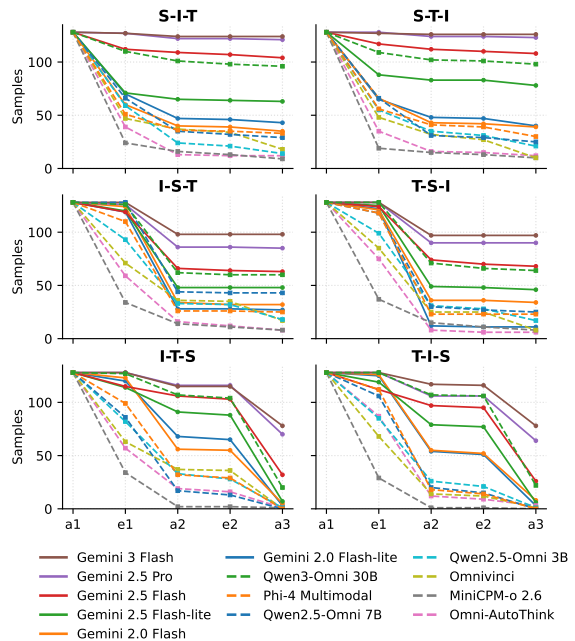 S-I-T
S-T-I
Samples
100
50
0
I-S-T
T-S-I
Samples
100
50
0
I-T-S
T-I-S
Samples
100
50
0
a1 e1 a2 e2 a3
a1 e1 a2 e2 a3
Gemini 3 Flash
Gemini 2.5 Pro
Gemini 2.5 Flash
Gemini 2.5 Flash-lite
Gemini 2.0 Flash
Gemini 2.0 Flash-lite
Qwen3-Omni 30B
Phi-4 Multimodal
Qwen2.5-Omni 7B
Qwen2.5-Omni 3B
Omnivinci
MiniCPM-o 2.6
Omni-AutoThink